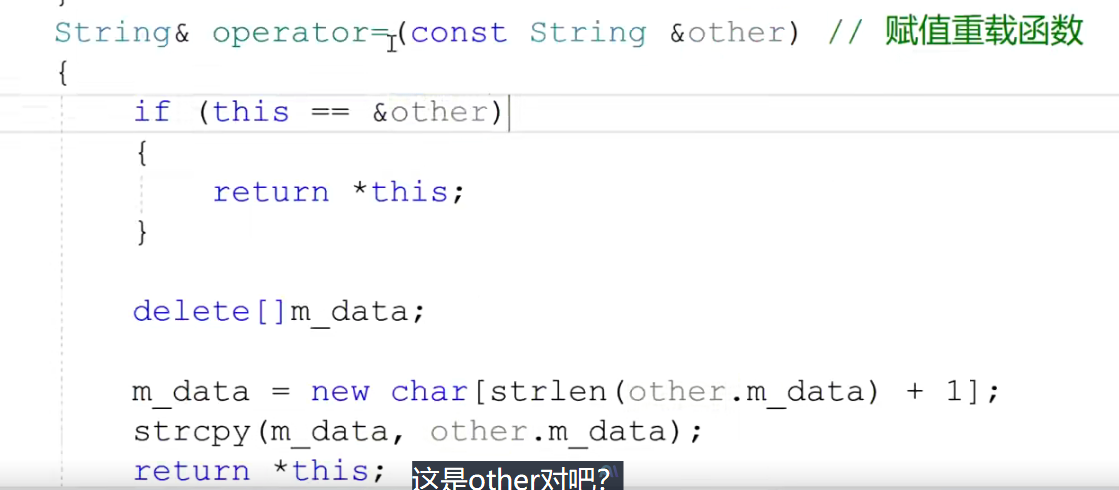 String& operator=(const String &other) // 赋值重载函数
{
if (this == &other)
{
return *this;
}
delete[]m_data;
m_data = new char[strlen(other.m_data) + 1];
strcpy(m_data, other.m_data);
return *this;
这是other对吧?